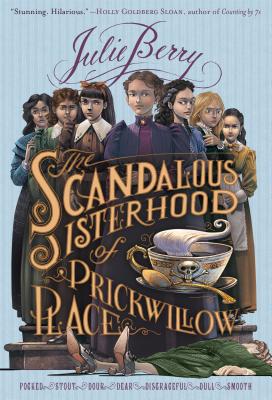 "Stunning. Hilarious." —HOLLY GOLDBERG SLOAN, author of Counting by 7s
Julie Berry
The
SCANDALOUS
SISTERHOOD
of
PRICKWILLOW
PLACE
POCKED • STOUT • DOUR • DEAR • DISGRACEFUL • DULL • SMOOTH